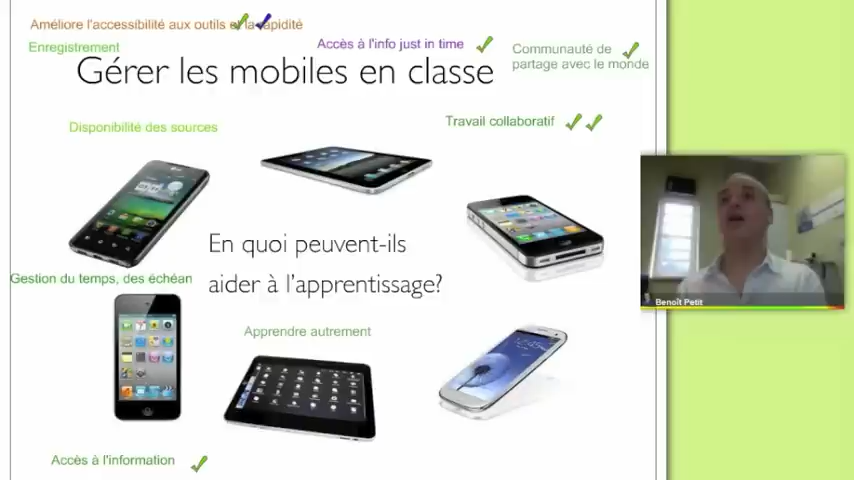 Améliore l'accessibilité aux outils et la rapidité
Enregistrement
Accès à l'info just in time
Communauté de
partage avec le monde
Gérer les mobiles en classe
Disponibilité des sources
Travail collaboratif
En quoi peuvent-ils
aider à l'apprentissage?
Gestion du temps, des échéan
Apprendre autrement
Accès à l'information
Benoît Petit